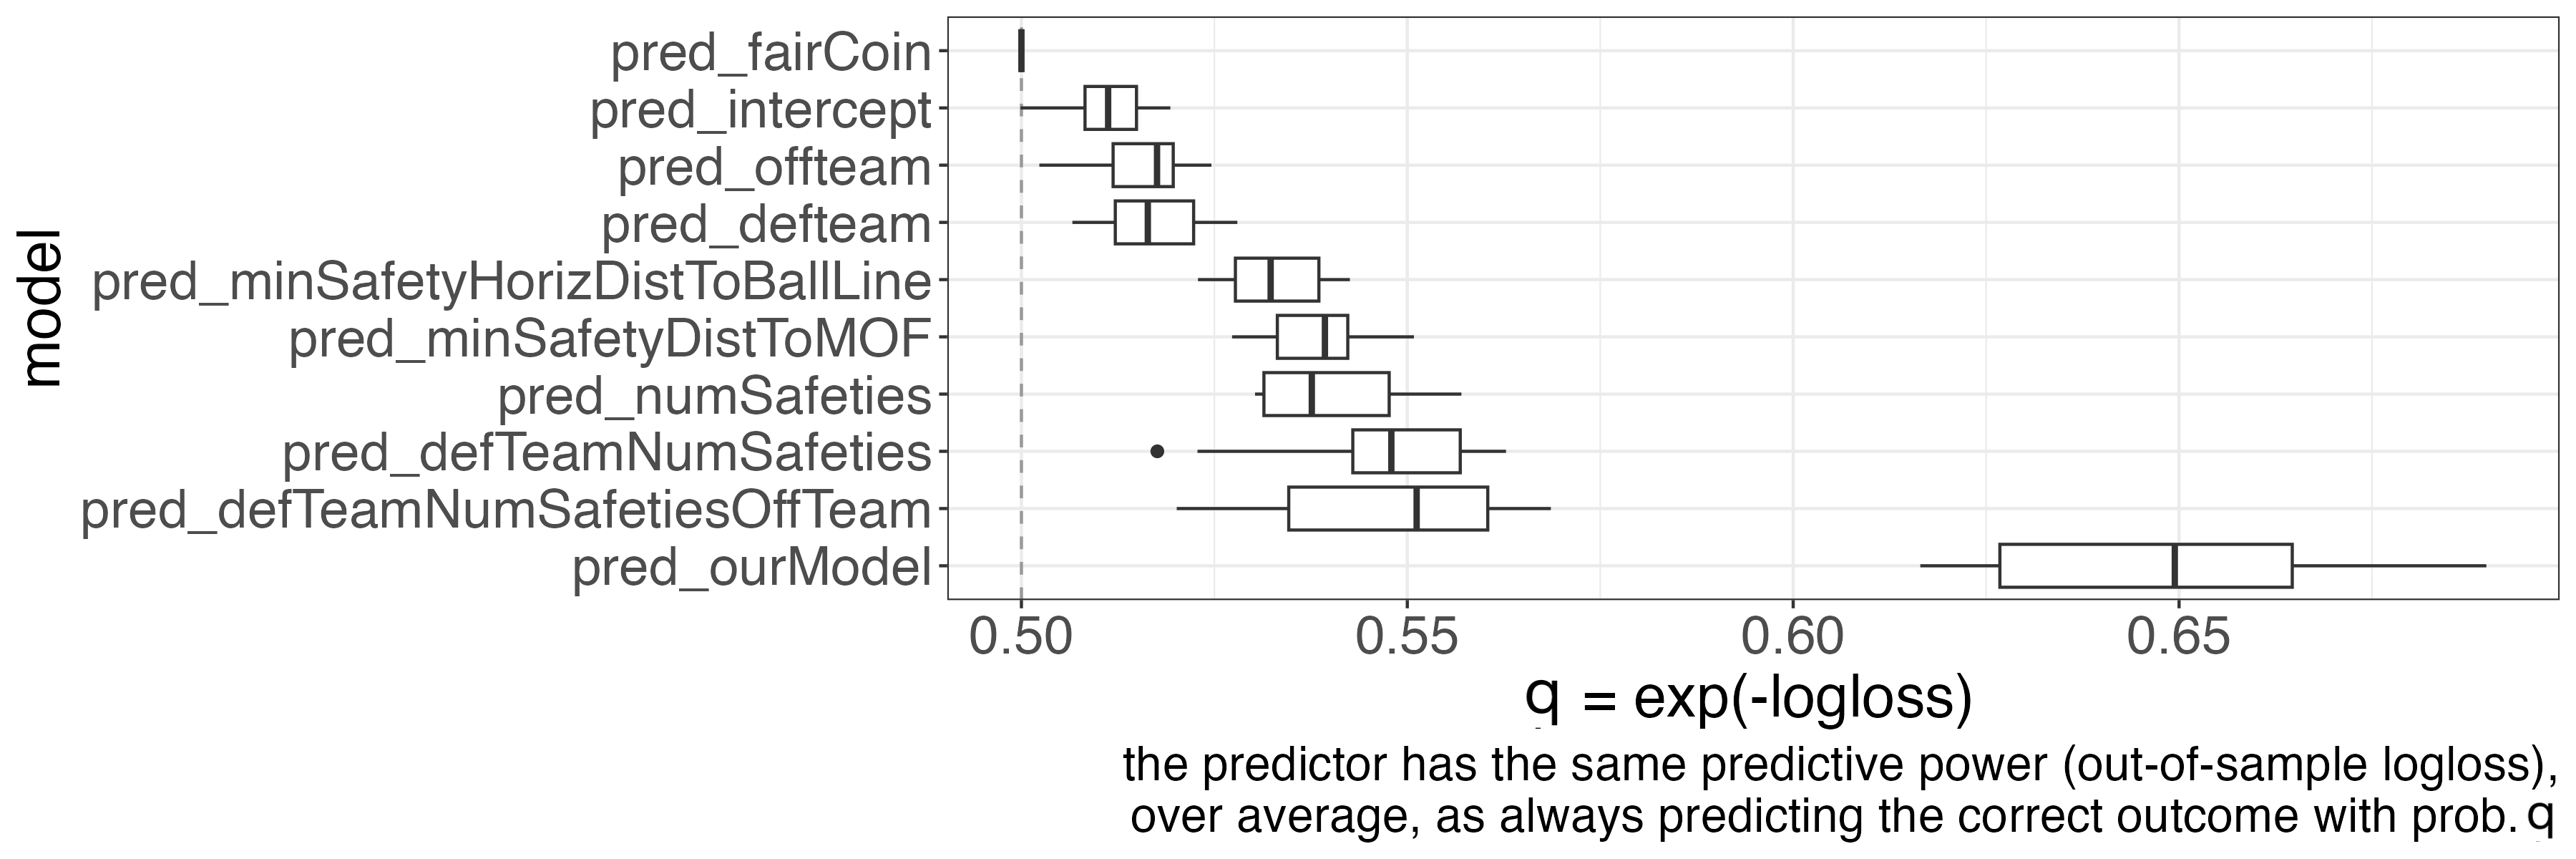 pred_fairCoin
pred_intercept
pred_offteam
pred_defteam
pred_minSafetyHorizDistToBallLine
pred_minSafetyDistToMOF
pred_numSafeties
pred_defTeamNumSafeties
pred_defTeamNumSafetiesOffTeam
pred_ourModel
model
0.50 0.55 0.60 0.65
q = exp(-logloss)
the predictor has the same predictive power (out-of-sample logloss),
over average, as always predicting the correct outcome with prob. q